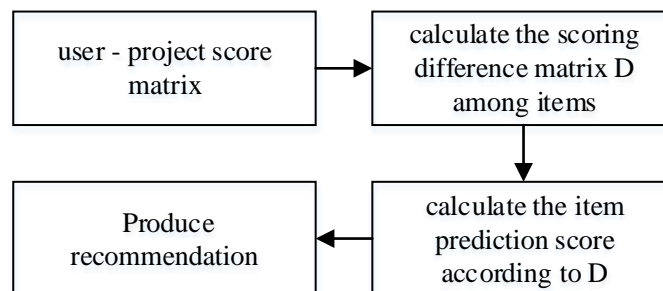 user - project score
matrix
calculate the scoring
difference matrix D
among items
calculate the item
prediction score
according to D
Produce
recommendation